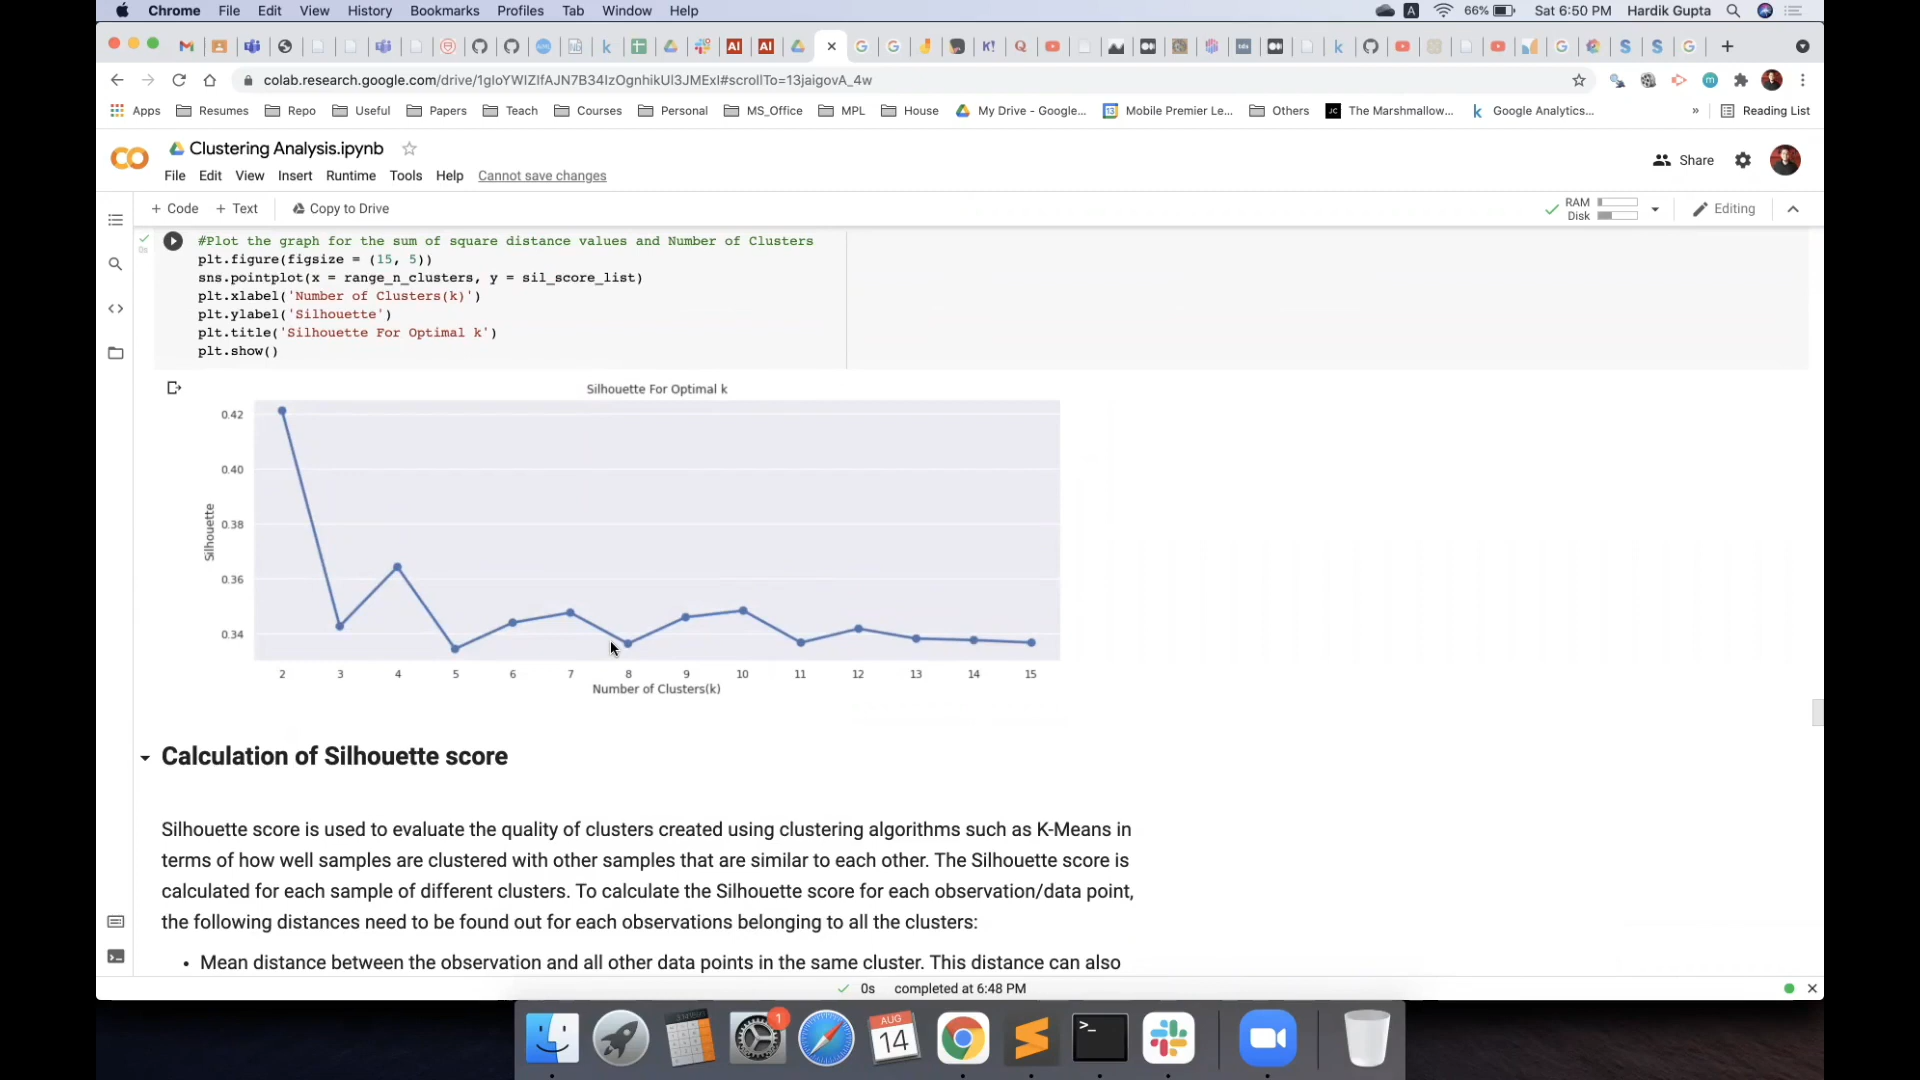 Chrome File Edit View History Bookmarks Profiles Tab Window Help
A 66% Sat 6:50 PM Hardik Gupta
colab.research.google.com/drive/1gIoYWIZIfAJN7B34IzOgnhikUl3JMExI#scrollTo=13jaigovA_4w
Apps Resumes Repo Useful Papers Teach Courses Personal MS_Office MPL House My Drive - Google... Mobile Premier Le... Others The Marshmallow... Google Analytics... » Reading List
Clustering Analysis.ipynb
Share
File Edit View Insert Runtime Tools Help Cannot save changes
+ Code + Text Copy to Drive
RAM
Disk
Editing
0s
#Plot the graph for the sum of square distance values and Number of Clusters
plt.figure(figsize = (15, 5))
sns.pointplot(x = range_n_clusters, y = sil_score_list)
plt.xlabel('Number of Clusters(k)')
plt.ylabel('Silhouette')
plt.title('Silhouette For Optimal k')
plt.show()
Silhouette For Optimal k
0.42
0.40
0.38
0.36
0.34
Silhouette
2 3 4 5 6 7 8 9 10 11 12 13 14 15
Number of Clusters(k)
Calculation of Silhouette score
Silhouette score is used to evaluate the quality of clusters created using clustering algorithms such as K-Means in
terms of how well samples are clustered with other samples that are similar to each other. The Silhouette score is
calculated for each sample of different clusters. To calculate the Silhouette score for each observation/data point,
the following distances need to be found out for each observations belonging to all the clusters:
• Mean distance between the observation and all other data points in the same cluster. This distance can also
0s completed at 6:48 PM
1
AUG
14